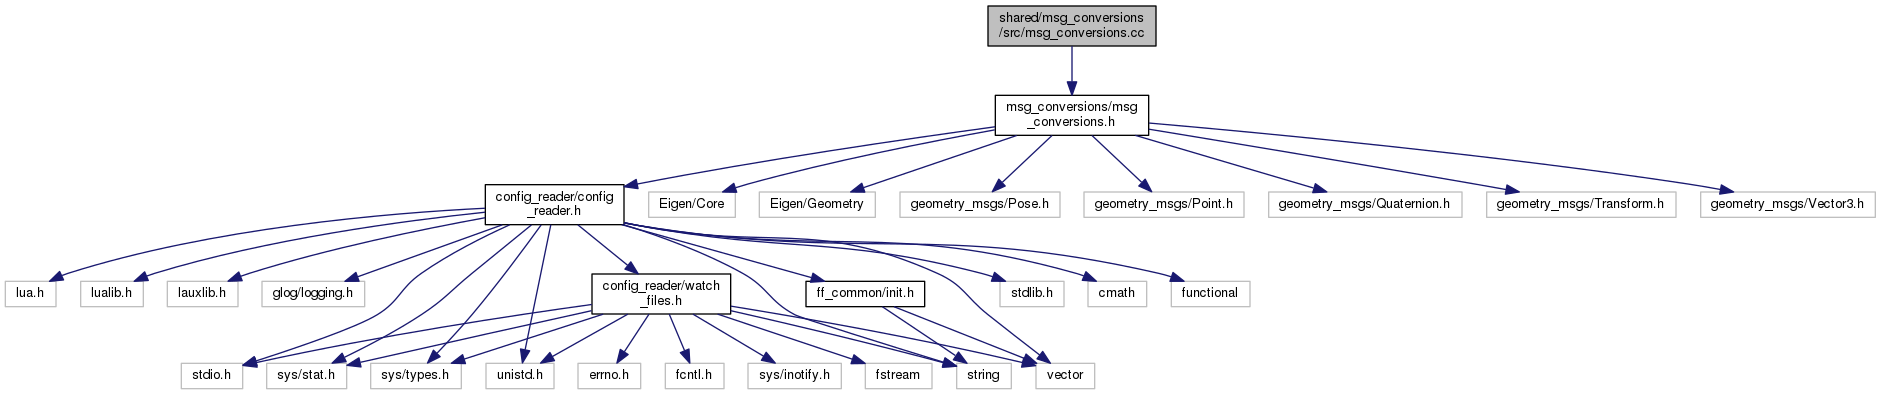 shared/msg_conversions
/src/msg_conversions.cc
msg_conversions/msg
_conversions.h
config_reader/config
_reader.h
Eigen/Core
Eigen/Geometry
geometry_msgs/Pose.h
geometry_msgs/Point.h
geometry_msgs/Quaternion.h
geometry_msgs/Transform.h
geometry_msgs/Vector3.h
lua.h
lualib.h
lauxlib.h
glog/logging.h
config_reader/watch
_files.h
ff_common/init.h
stdlib.h
cmath
functional
stdio.h
sys/stat.h
sys/types.h
unistd.h
errno.h
fcntl.h
sys/inotify.h
fstream
string
vector